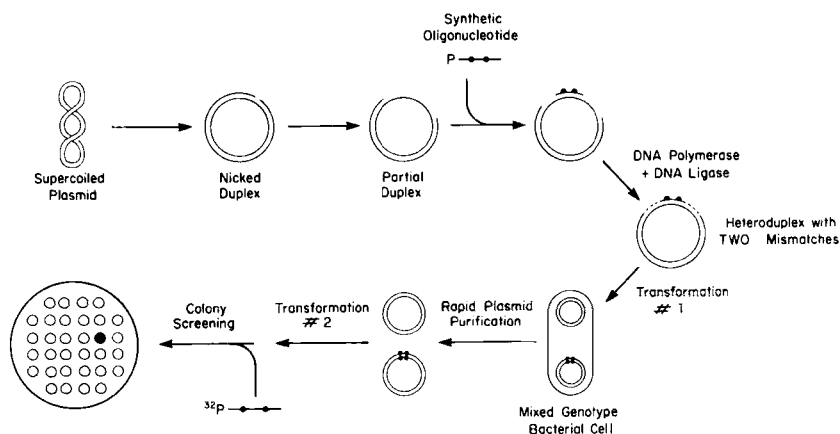 Synthetic
Oligonucleotide
P
Supercoiled
Plasmid
Nicked
Duplex
Partial
Duplex
DNA Polymerase
+ DNA Ligase
Heteroduplex with
TWO Mismatches
Transformation
# 1
Mixed Genotype
Bacterial Cell
Rapid Plasmid
Purification
Transformation
# 2
Colony
Screening
32P